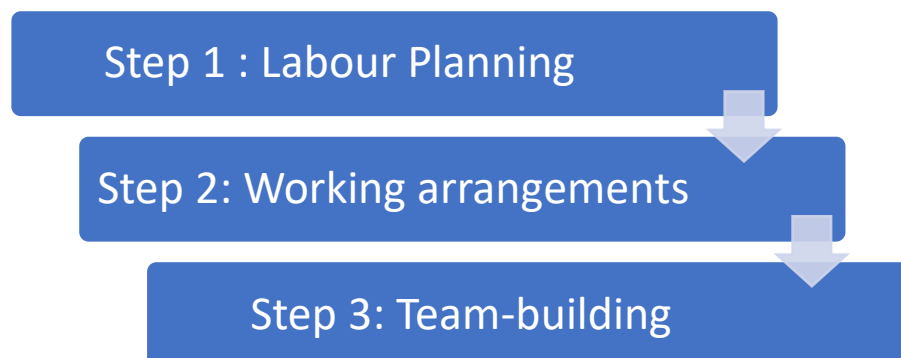 Step 1 : Labour Planning
Step 2: Working arrangements
Step 3: Team-building